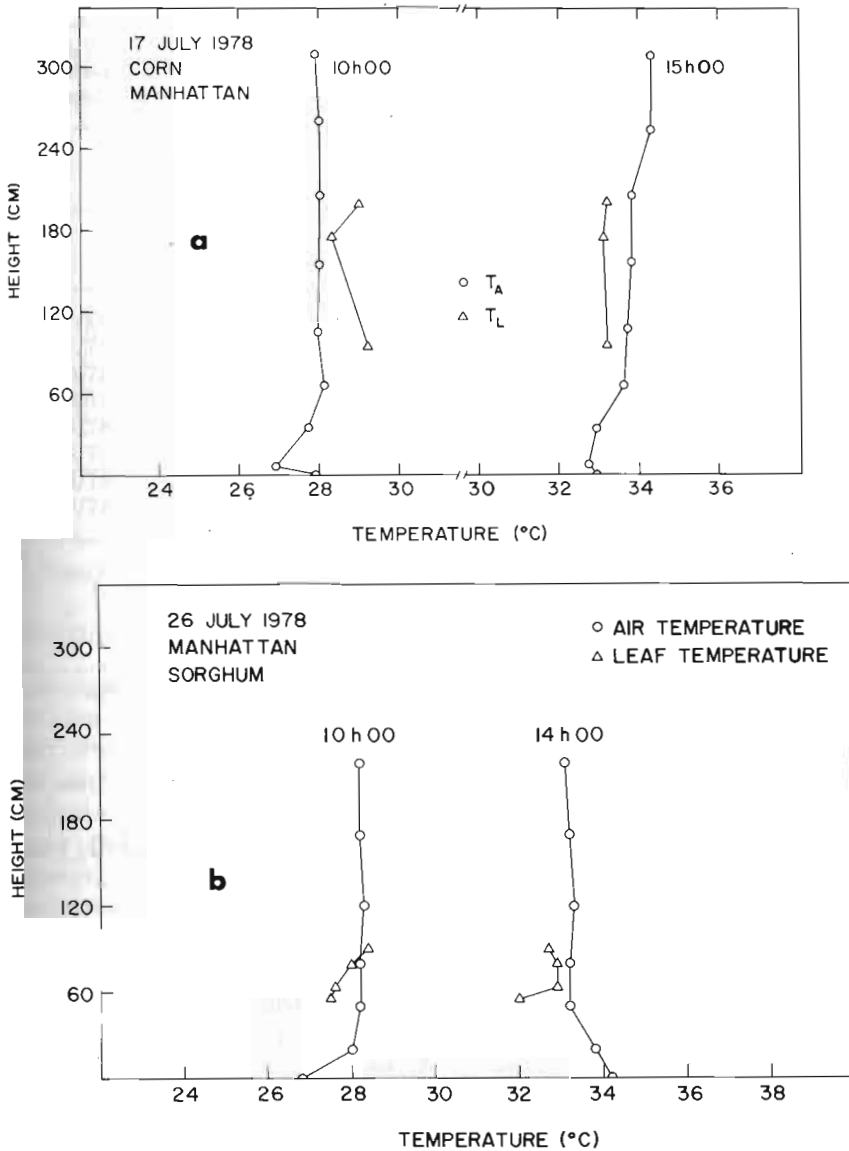 17 JULY 1978
CORN
MANHATTAN
10h00
15h00
300
240
180
120
60
HEIGHT (CM)
a
T_A
T_L
24 26 28 30 30 32 34 36
TEMPERATURE (°C)
26 JULY 1978
MANHATTAN
SORGHUM
AIR TEMPERATURE
LEAF TEMPERATURE
10 h 00
14 h 00
300
240
180
120
60
HEIGHT (CM)
b
24 26 28 30 32 34 36 38
TEMPERATURE (°C)